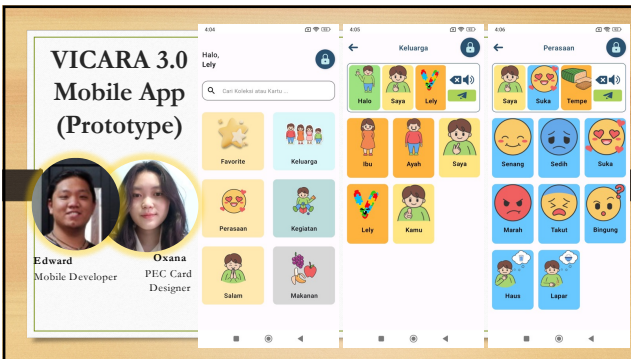 VICARA 3.0
Mobile App
(Prototype)
Edward
Mobile Developer
Oxana
PEC Card
Designer
4:04
Halo,
Lely
Cari Koleksi atau Kartu ...
Favorite
Keluarga
Perasaan
Kegiatan
Salam
Makanan
4:05
Keluarga
Halo
Saya
Lely
Ibu
Ayah
Saya
Lely
Kamu
4:06
Perasaan
Saya
Suka
Tempe
Senang
Sedih
Suka
Marah
Takut
Bingung
Haus
Lapar